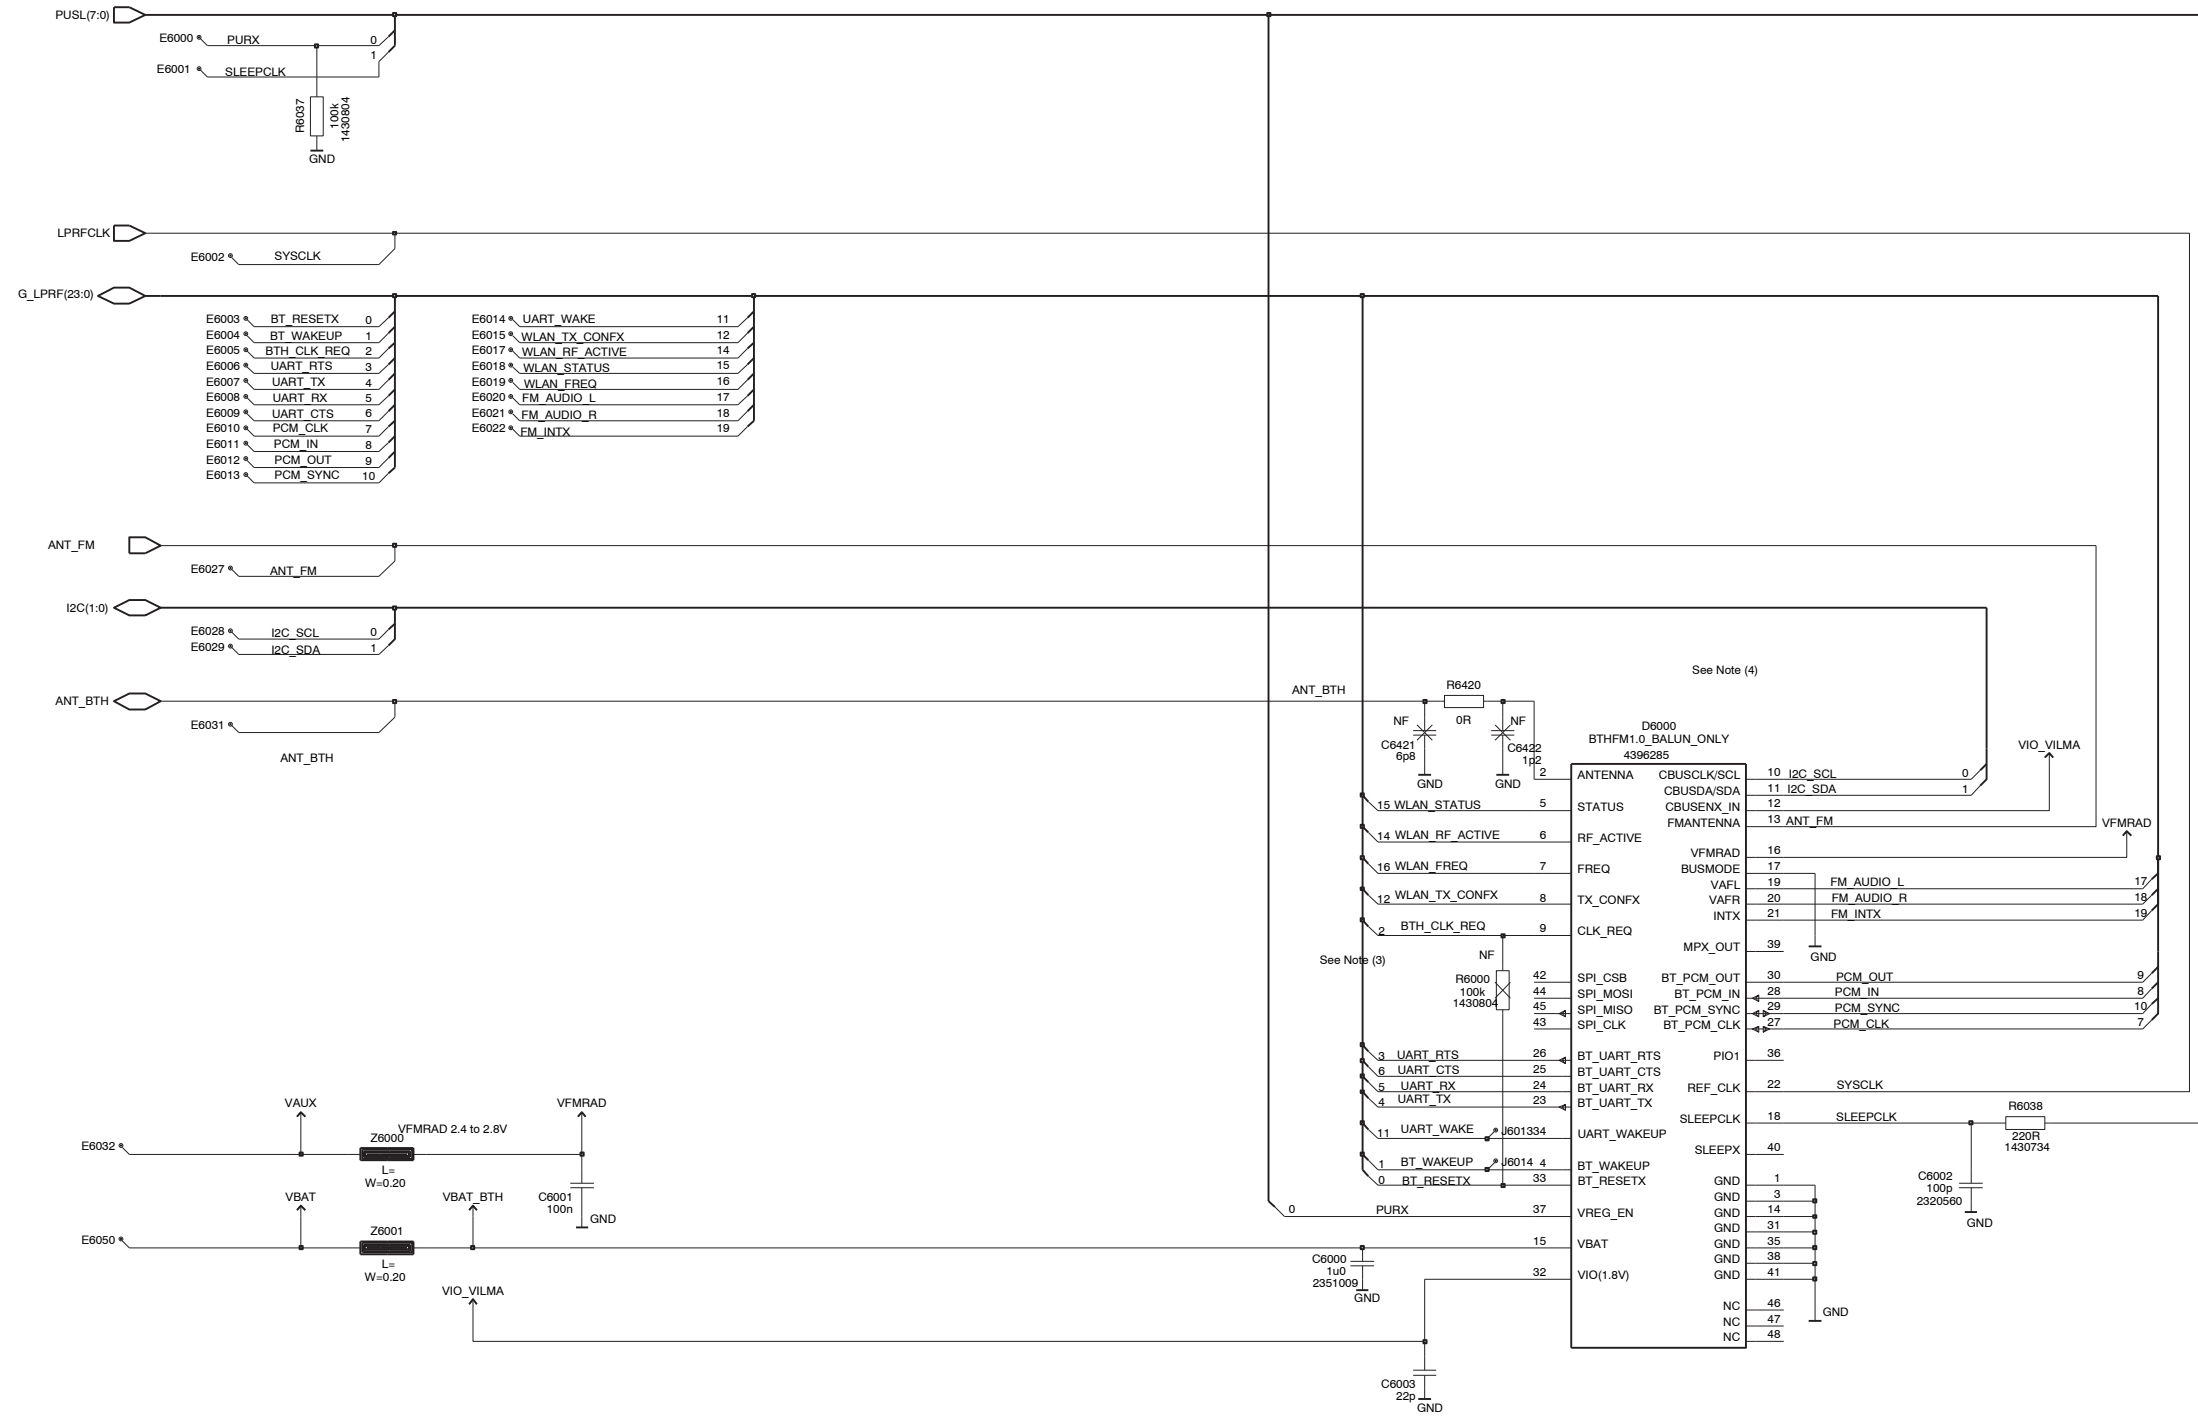 PUSL(7:0)
E6000 PURX 0
1
E6001 SLEEPCLK
R6037
100k
1430804
GND
LPRFCLK
E6002 SYSCLK
G_LPRF(23:0)
E6003 BT_RESETX 0
E6004 BT_WAKEUP 1
E6005 BTH_CLK_REQ 2
E6006 UART_RTS 3
E6007 UART_TX 4
E6008 UART_RX 5
E6009 UART_CTS 6
E6010 PCM_CLK 7
E6011 PCM_IN 8
E6012 PCM_OUT 9
E6013 PCM_SYNC 10
E6014 UART_WAKE 11
E6015 WLAN_TX_CONFX 12
E6017 WLAN_RF_ACTIVE 14
E6018 WLAN_STATUS 15
E6019 WLAN_FREQ 16
E6020 FM_AUDIO_L 17
E6021 FM_AUDIO_R 18
E6022 FM_INTX 19
ANT_FM
E6027 ANT_FM
I2C(1:0)
E6028 I2C_SCL 0
E6029 I2C_SDA 1
ANT_BTH
E6031
ANT_BTH
ANT_BTH
R6420
0R
NF
C6421
6p8
GND
NF
C6422
1p2
GND
See Note (4)
D6000
BTHFM1.0_BALUN_ONLY
4396285
2 ANTENNA
15 WLAN_STATUS 5 STATUS
14 WLAN_RF_ACTIVE 6 RF_ACTIVE
16 WLAN_FREQ 7 FREQ
12 WLAN_TX_CONFX 8 TX_CONFX
2 BTH_CLK_REQ 9 CLK_REQ
See Note (3)
NF
R6000
100k
1430804
42 SPI_CSB
44 SPI_MOSI
45 SPI_MISO
43 SPI_CLK
3 UART_RTS 26 BT_UART_RTS
6 UART_CTS 25 BT_UART_CTS
5 UART_RX 24 BT_UART_RX
4 UART_TX 23 BT_UART_TX
11 UART_WAKE J601334 UART_WAKEUP
1 BT_WAKEUP J6014 4 BT_WAKEUP
0 BT_RESETX 33 BT_RESETX
0 PURX 37 VREG_EN
15 VBAT
32 VIO(1.8V)
CBUSCLK/SCL 10 I2C_SCL 0
CBUSDA/SDA 11 I2C_SDA 1
CBUSENX_IN 12
VIO_VILMA
FMANTENNA 13 ANT_FM
VFMRAD
VFMRAD 16
BUSMODE 17
VAFL 19 FM_AUDIO_L 17
VAFR 20 FM_AUDIO_R 18
INTX 21 FM_INTX 19
MPX_OUT 39
GND
BT_PCM_OUT 30 PCM_OUT 9
BT_PCM_IN 28 PCM_IN 8
BT_PCM_SYNC 29 PCM_SYNC 10
BT_PCM_CLK 27 PCM_CLK 7
PIO1 36
REF_CLK 22 SYSCLK
SLEEPCLK 18 SLEEPCLK
R6038
220R
1430734
SLEEPX 40
C6002
100p
2320560
GND
GND 1
GND 3
GND 14
GND 31
GND 35
GND 38
GND 41
GND
NC 46
NC 47
NC 48
VAUX
VFMRAD 2.4 to 2.8V
VFMRAD
E6032
Z6000
L=
W=0.20
C6001
100n
GND
VBAT
VBAT_BTH
E6050
Z6001
L=
W=0.20
VIO_VILMA
C6000
1u0
2351009
GND
C6003
22p
GND